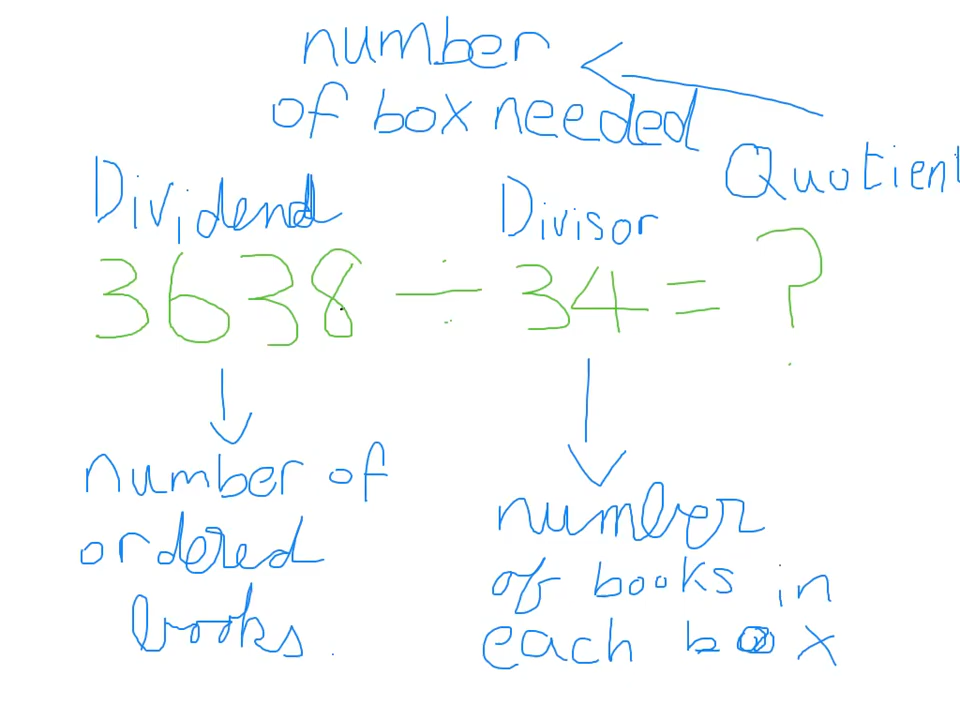 number
of box needed
Quotient
Dividend
Divisor
3638 ÷ 34 = ?
number of
ordered
books.
number
of books in
each box